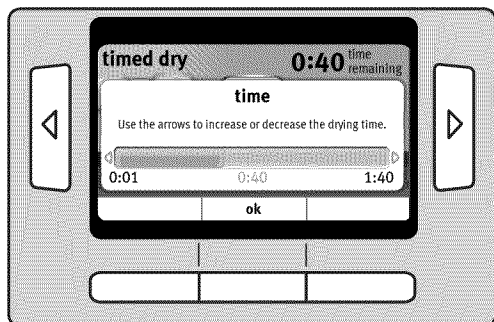 timed dry 0:40 time remaining
time
Use the arrows to increase or decrease the drying time.
0:01 0:40 1:40
ok